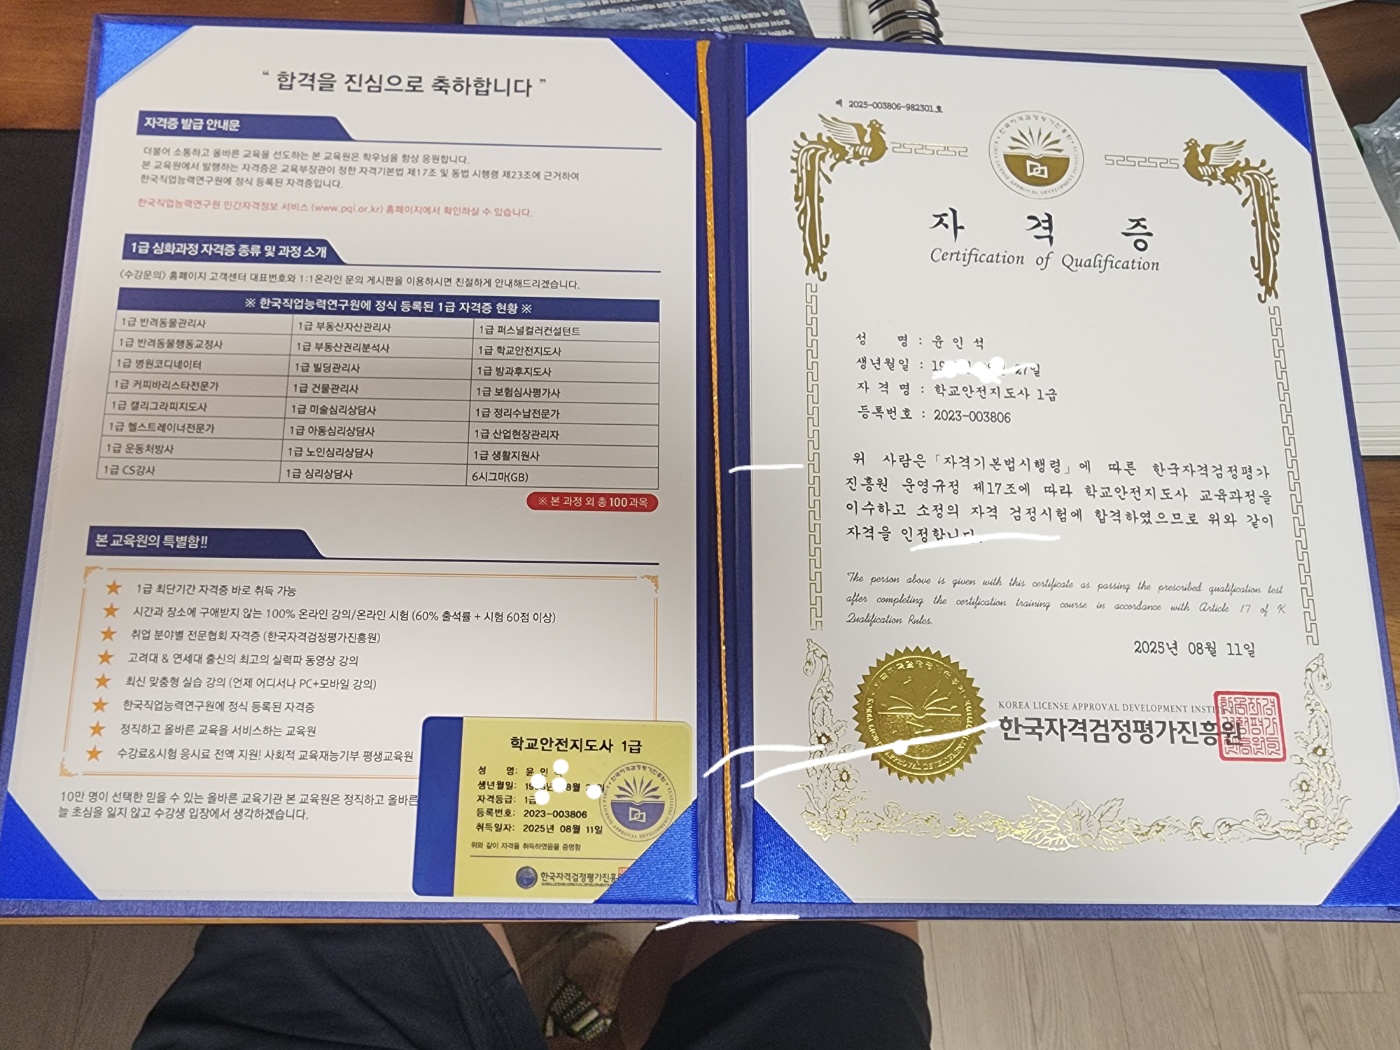 “ 합격을 진심으로 축하합니다 ”
자격증 발급 안내문
더불어 소통하고 올바른 교육을 선도하는 본 교육원은 학우님을 항상 응원합니다.
본 교육원에서 발행하는 자격증은 교육부장관이 정한 자격기본법 제17조 및 동법 시행령 제23조에 근거하여
한국직업능력연구원에 정식 등록된 자격증입니다.
한국직업능력연구원 민간자격정보 서비스 (www.pqi.or.kr) 홈페이지에서 확인하실 수 있습니다.
1급 심화과정 자격증 종류 및 과정 소개
<수강문의> 홈페이지 고객센터 대표번호와 1:1온라인 문의 게시판을 이용하시면 친절하게 안내해드리겠습니다.
※ 한국직업능력연구원에 정식 등록된 1급 자격증 현황 ※
1급 반려동물관리사 1급 부동산자산관리사 1급 퍼스널컬러컨설턴트
1급 반려동물행동교정사 1급 부동산권리분석사 1급 학교안전지도사
1급 병원코디네이터 1급 빌딩관리사 1급 방과후지도사
1급 커피바리스타전문가 1급 건물관리사 1급 보험심사평가사
1급 캘리그라피지도사 1급 미술심리상담사 1급 정리수납전문가
1급 헬스트레이너전문가 1급 아동심리상담사 1급 산업현장관리자
1급 운동처방사 1급 노인심리상담사 1급 생활지원사
1급 CS강사 1급 심리상담사 6시그마(GB)
※ 본 과정 외 총 100과목
본 교육원의 특별함!!
★ 1급 최단기간 자격증 바로 취득 가능
★ 시간과 장소에 구애받지 않는 100% 온라인 강의/온라인 시험 (60% 출석률 + 시험 60점 이상)
★ 취업 분야별 전문협회 자격증 (한국자격검정평가진흥원)
★ 고려대 & 연세대 출신의 최고의 실력파 동영상 강의
★ 최신 맞춤형 실습 강의 (언제 어디서나 PC+모바일 강의)
★ 한국직업능력연구원에 정식 등록된 자격증
★ 정직하고 올바른 교육을 서비스하는 교육원
★ 수강료&시험 응시료 전액 지원! 사회적 교육재능기부 평생교육원
10만 명이 선택한 믿을 수 있는 올바른 교육기관 본 교육원은 정직하고 올바른
늘 초심을 잃지 않고 수강생 입장에서 생각하겠습니다.
학교안전지도사 1급
성 명: 윤 인
생년월일: 8월
자격등급: 1급
등록번호: 2023-003806
취득일자: 2025년 08월 11일
위와 같이 자격을 취득하였음을 증명함
한국자격검정평가진흥
제 2025-003806-982301 호
자 격 증
Certification of Qualification
성 명 : 윤 인 석
생년월일 : 27일
자 격 명 : 학교안전지도사 1급
등록번호 : 2023-003806
위 사람은 「자격기본법시행령」에 따른 한국자격검정평가
진흥원 운영규정 제17조에 따라 학교안전지도사 교육과정을
이수하고 소정의 자격 검정시험에 합격하였으므로 위와 같이
자격을 인정합니다.
The person above is given with this certificate as passing the prescribed qualification test
after completing the certification training course in accordance with Article 17 of K
Qualification Rules.
2025년 08월 11일
KOREA LICENSE APPROVAL DEVELOPMENT INSTI
한국자격검정평가진흥원